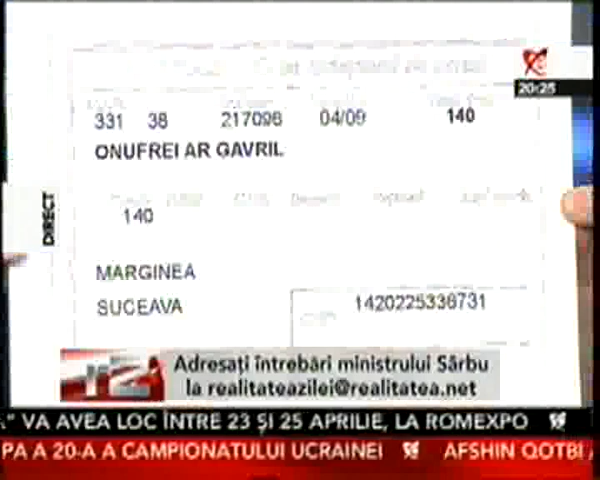 20:25
331 38 217098 04/09 140
ONUFREI AR GAVRIL
140
DIRECT
MARGINEA
SUCEAVA
1420225336731
Adresați întrebări ministrului Sârbu
la realitateazilei@realitatea.net
." VA AVEA LOC ÎNTRE 23 ȘI 25 APRILIE, LA ROMEXPO
PA A 20-A A CAMPIONATULUI UCRAINEI AFSHIN QOTBI